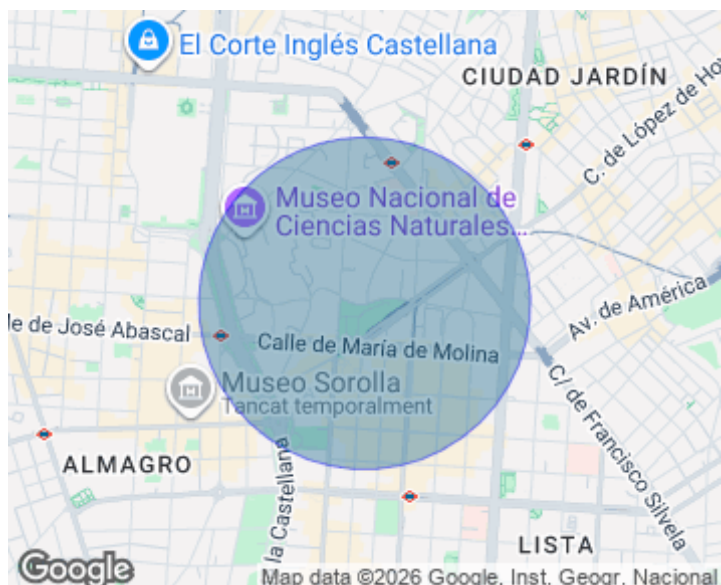 El Corte Inglés Castellana
CIUDAD JARDÍN
C. de López de Ho
Museo Nacional de
Ciencias Naturales...
Av. de América
le de José Abascal
Calle de María de Molina
Museo Sorolla
Tancat temporalment
C/ de Francisco Silvela
ALMAGRO
la Castellana
LISTA
Google
Map data ©2026 Google, Inst. Geogr. Nacional